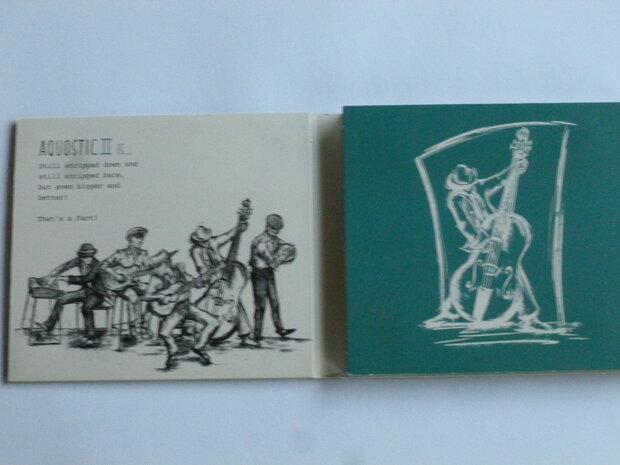 AQUOSTIC II is...
Still stripped down and
still stripped bare,
but even bigger and
better!
That's a Fact!